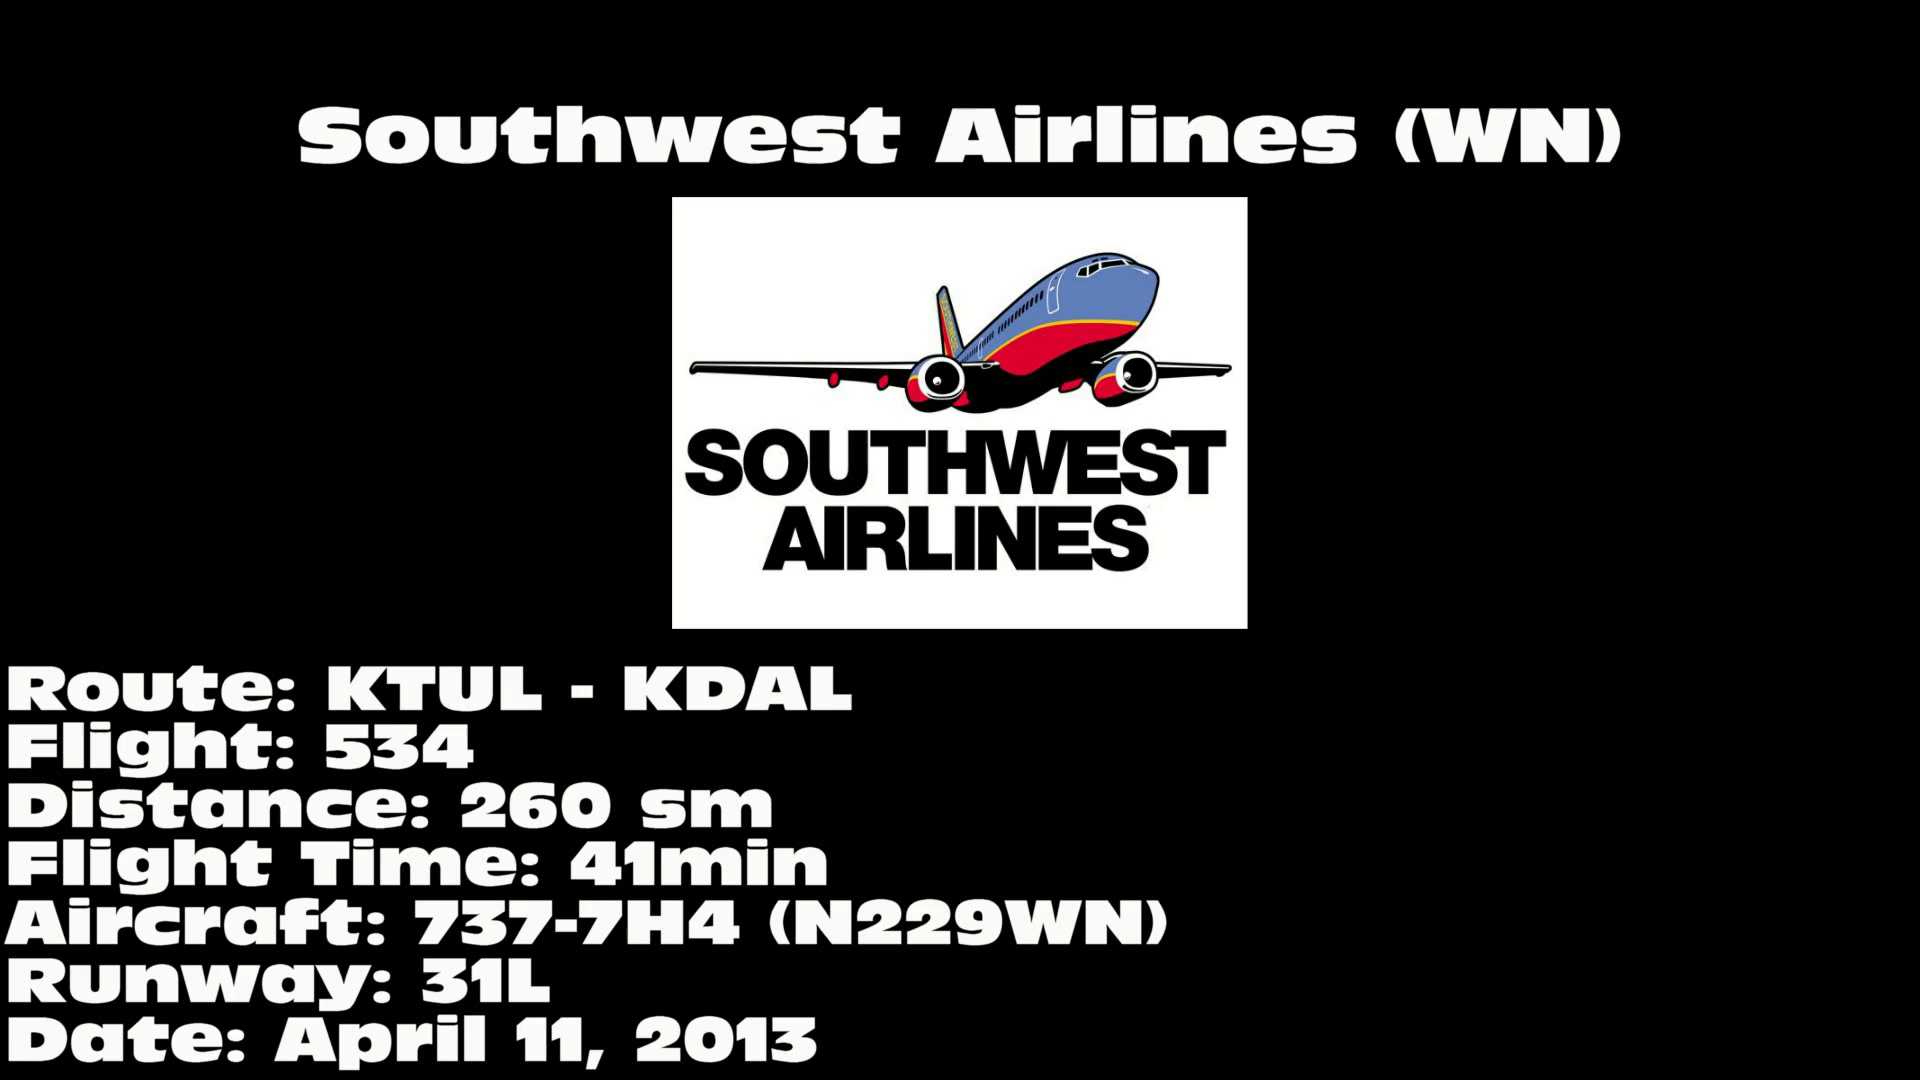 Southwest Airlines (WN)
SOUTHWEST
AIRLINES
Route: KTUL - KDAL
Flight: 534
Distance: 260 sm
Flight Time: 41min
Aircraft: 737-7H4 (N229WN)
Runway: 31L
Date: April 11, 2013